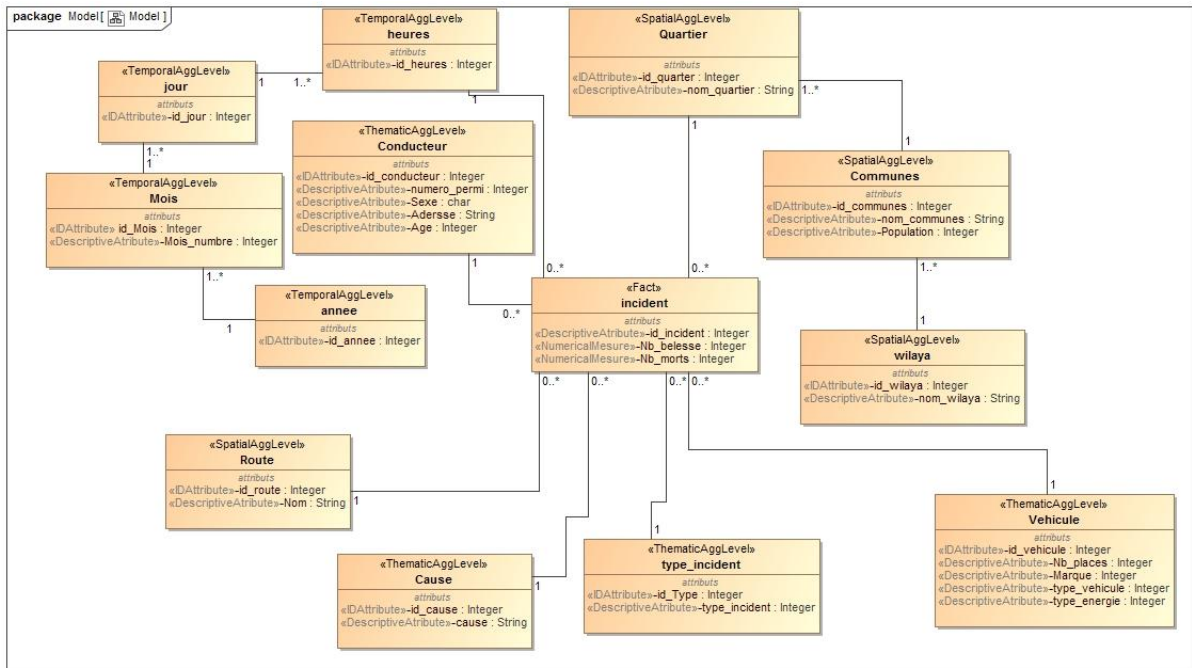 package Model [ Model ]
«TemporalAggLevel»
heures
attributs
«IDAttribute»-id_heures : Integer
«SpatialAggLevel»
Quartier
attributs
«IDAttribute»-id_quarter : Integer
«DescriptiveAtribute»-nom_quartier : String
«TemporalAggLevel»
jour
attributs
«IDAttribute»-id_jour : Integer
1
1..*
1
1..*
1
«ThematicAggLevel»
Conducteur
attributs
«IDAttribute»-id_conducteur : Integer
«DescriptiveAtribute»-numero_permi : Integer
«DescriptiveAtribute»-Sexe : char
«DescriptiveAtribute»-Adersse : String
«DescriptiveAtribute»-Age : Integer
1..*
1
1
«SpatialAggLevel»
Communes
attributs
«IDAttribute»-id_communes : Integer
«DescriptiveAtribute»-nom_communes : String
«DescriptiveAtribute»-Population : Integer
«TemporalAggLevel»
Mois
attributs
«IDAttribute» id_Mois : Integer
«DescriptiveAtribute»-Mois_numbre : Integer
1
0..*
0..*
1..*
1..*
«Fact»
incident
attributs
«DescriptiveAtribute»-id_incident : Integer
«NumericalMesure»-Nb_belesse : Integer
«NumericalMesure»-Nb_morts : Integer
«TemporalAggLevel»
annee
attributs
«IDAttribute»-id_annee : Integer
0..*
1
1
«SpatialAggLevel»
wilaya
attributs
«IDAttribute»-id_wilaya : Integer
«DescriptiveAtribute»-nom_wilaya : String
0..*
0..*
0..*
0..*
«SpatialAggLevel»
Route
attributs
«IDAttribute»-id_route : Integer
«DescriptiveAtribute»-Nom : String
1
1
«ThematicAggLevel»
Vehicule
attributs
«IDAttribute»-id_vehicule : Integer
«DescriptiveAtribute»-Nb_places : Integer
«DescriptiveAtribute»-Marque : Integer
«DescriptiveAtribute»-type_vehicule : Integer
«DescriptiveAtribute»-type_energie : Integer
1
«ThematicAggLevel»
type_incident
attributs
«IDAttribute»-id_Type : Integer
«DescriptiveAtribute»-type_incident : Integer
«ThematicAggLevel»
Cause
attributs
«IDAttribute»-id_cause : Integer
«DescriptiveAtribute»-cause : String
1